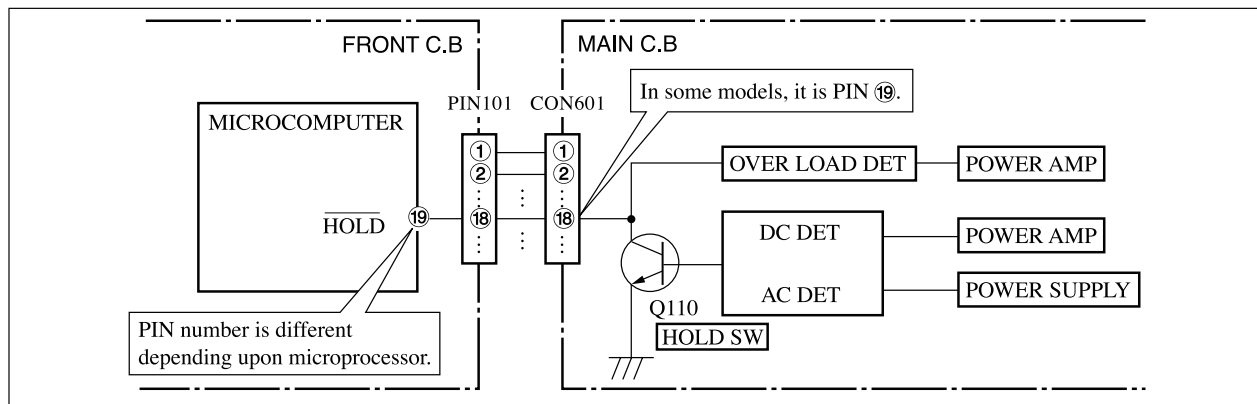 FRONT C.B
MAIN C.B
In some models, it is PIN ⑲.
PIN101
CON601
MICROCOMPUTER
①
①
②
②
OVER LOAD DET
POWER AMP
HOLD
⑲
⑱
⑱
DC DET
POWER AMP
AC DET
POWER SUPPLY
Q110
HOLD SW
PIN number is different
depending upon microprocessor.